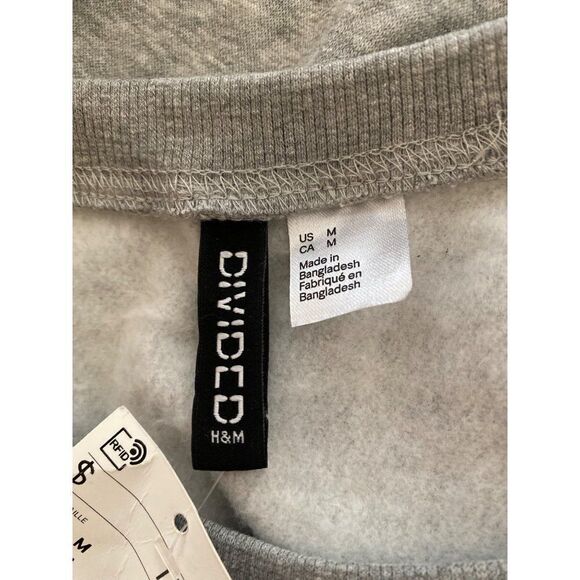 DIVIDED
H&M
US M
CA M
Made in
Bangladesh
Fabriqué en
Bangladesh
RFID
$
M